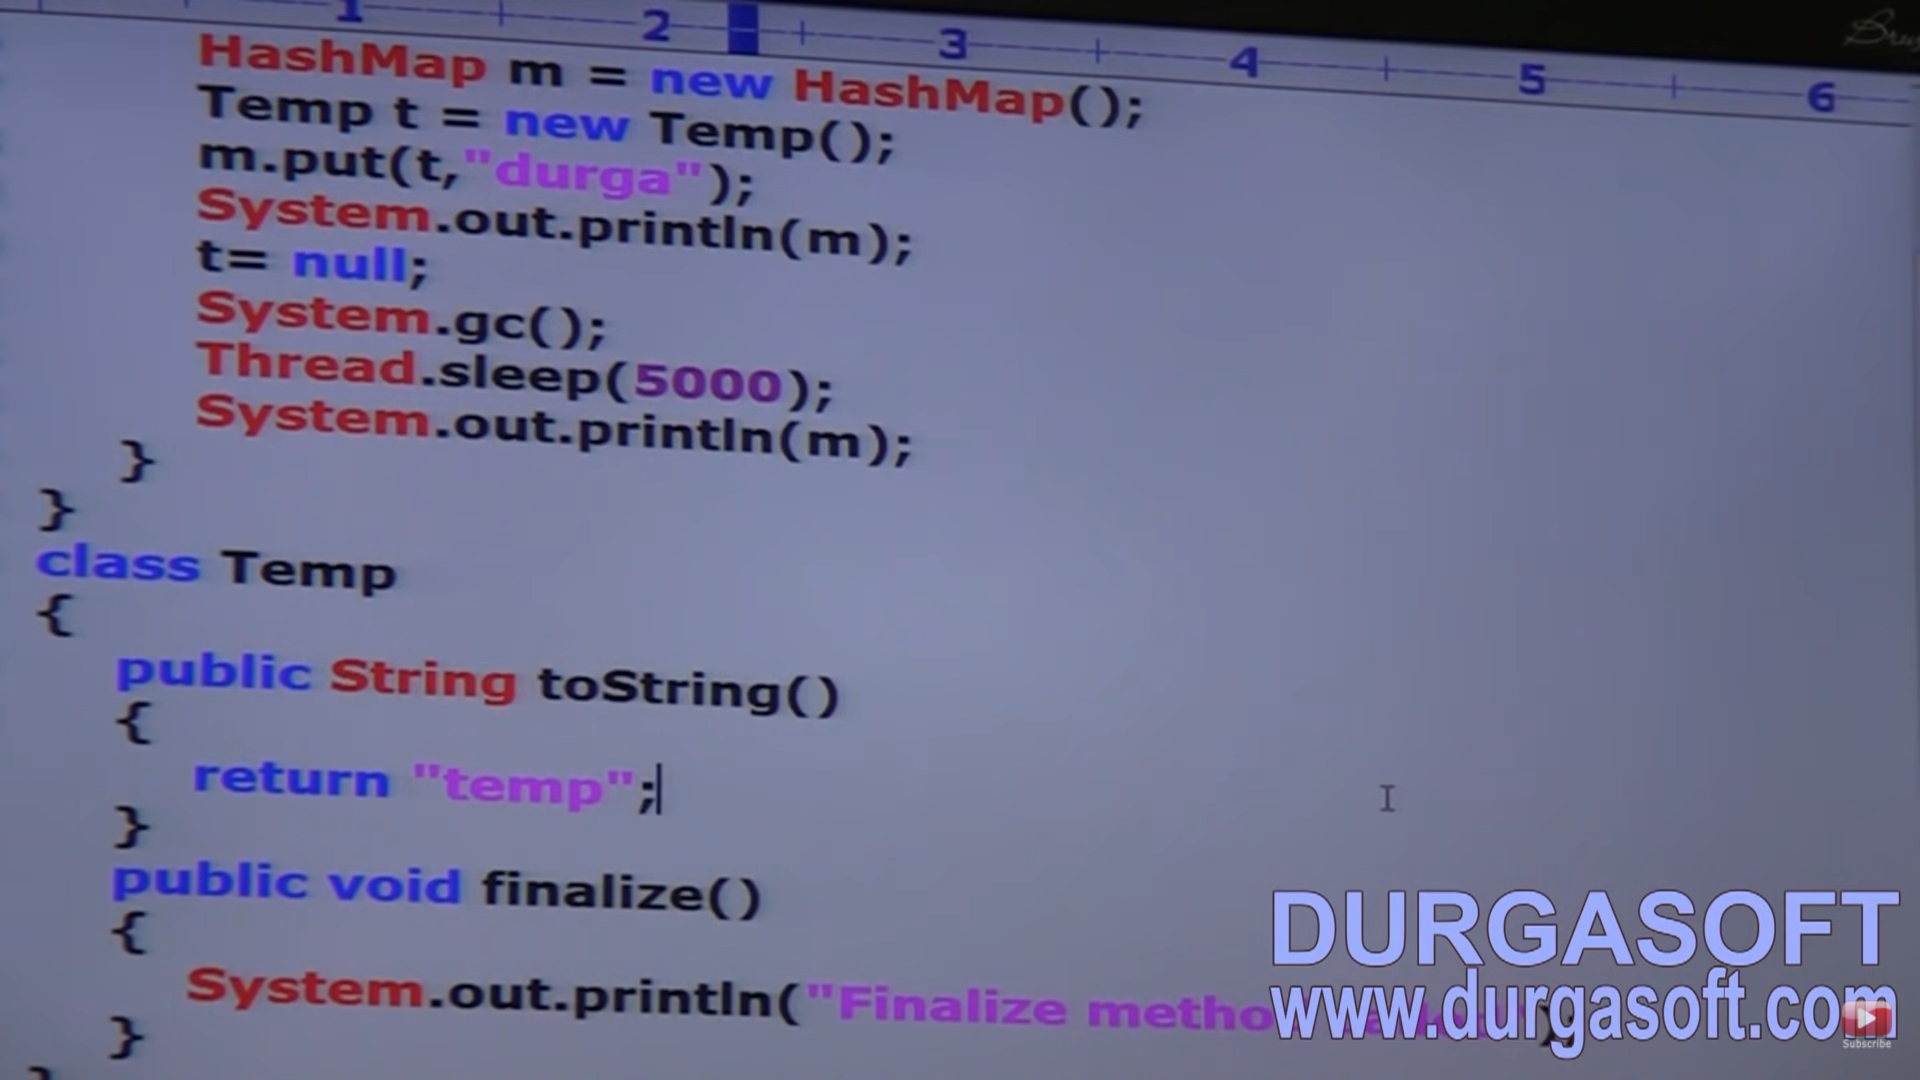 1 2 3 4 5 6
HashMap m = new HashMap();
Temp t = new Temp();
m.put(t,"durga");
System.out.println(m);
t= null;
System.gc();
Thread.sleep(5000);
System.out.println(m);
}
}
class Temp
{
public String toString()
{
return "temp";
}
public void finalize()
{
System.out.println("Finalize
}
DURGASOFT
www.durgasoft.com
Subscribe